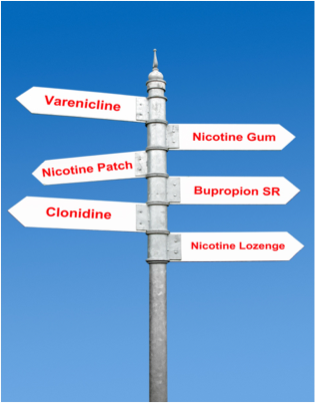 Varenicline
Nicotine Gum
Nicotine Patch
Bupropion SR
Clonidine
Nicotine Lozenge